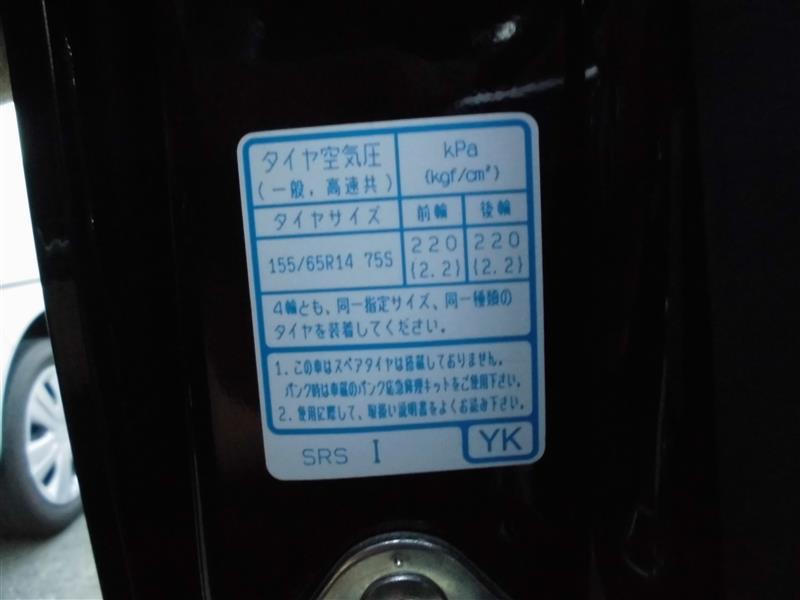 タイヤ空気圧
(一般，高速共)
kPa
{kgf/cm²}
タイヤサイズ
前輪
後輪
155/65R14 75S
220
{2.2}
220
{2.2}
4輪とも、同一指定サイズ、同一種類の
タイヤを装着してください。
1. この車はスペアタイヤは搭載しておりません。
パンク時は車載のパンク応急修理キットをご使用下さい。
2. 使用に際して、取扱い説明書をよくお読み下さい。
SRS I
YK